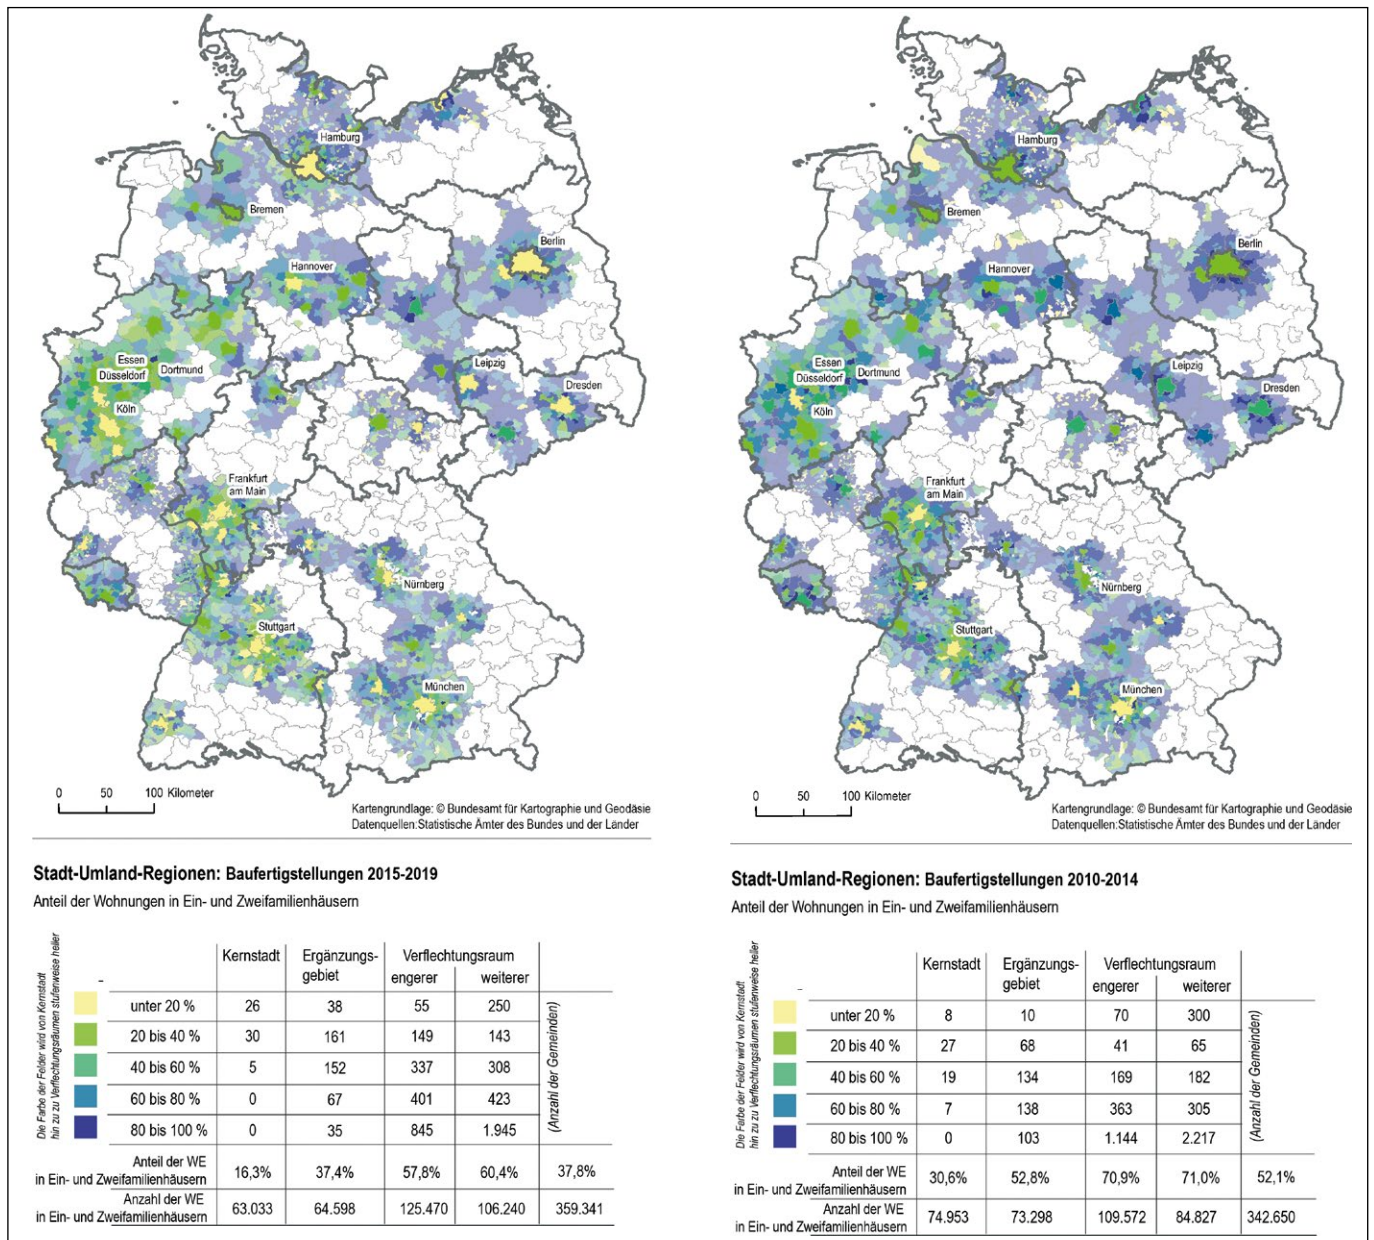 Hamburg
Bremen
Berlin
Hannover
Essen
Düsseldorf
Dortmund
Köln
Leipzig
Dresden
Frankfurt
am Main
Nürnberg
Stuttgart
München
0 50 100 Kilometer
Kartengrundlage: © Bundesamt für Kartographie und Geodäsie
Datenquellen:Statistische Ämter des Bundes und der Länder
Stadt-Umland-Regionen: Baufertigstellungen 2015-2019
Anteil der Wohnungen in Ein- und Zweifamilienhäusern
Die Farbe der Felder wird von Kernstadt
hin zu zu Verflechtungsräumen stufenweise heller
Kernstadt Ergänzungs- Verflechtungsraum
gebiet engerer weiterer
unter 20 % 26 38 55 250
20 bis 40 % 30 161 149 143
40 bis 60 % 5 152 337 308
60 bis 80 % 0 67 401 423
80 bis 100 % 0 35 845 1.945
(Anzahl der Gemeinden)
Anteil der WE
in Ein- und Zweifamilienhäusern 16,3% 37,4% 57,8% 60,4% 37,8%
Anzahl der WE
in Ein- und Zweifamilienhäusern 63.033 64.598 125.470 106.240 359.341
Hamburg
Bremen
Berlin
Hannover
Essen
Düsseldorf
Dortmund
Köln
Leipzig
Dresden
Frankfurt
am Main
Nürnberg
Stuttgart
München
0 50 100 Kilometer
Kartengrundlage: © Bundesamt für Kartographie und Geodäsie
Datenquellen:Statistische Ämter des Bundes und der Länder
Stadt-Umland-Regionen: Baufertigstellungen 2010-2014
Anteil der Wohnungen in Ein- und Zweifamilienhäusern
Die Farbe der Felder wird von Kernstadt
hin zu zu Verflechtungsräumen stufenweise heller
Kernstadt Ergänzungs- Verflechtungsraum
gebiet engerer weiterer
unter 20 % 8 10 70 300
20 bis 40 % 27 68 41 65
40 bis 60 % 19 134 169 182
60 bis 80 % 7 138 363 305
80 bis 100 % 0 103 1.144 2.217
(Anzahl der Gemeinden)
Anteil der WE
in Ein- und Zweifamilienhäusern 30,6% 52,8% 70,9% 71,0% 52,1%
Anzahl der WE
in Ein- und Zweifamilienhäusern 74.953 73.298 109.572 84.827 342.650